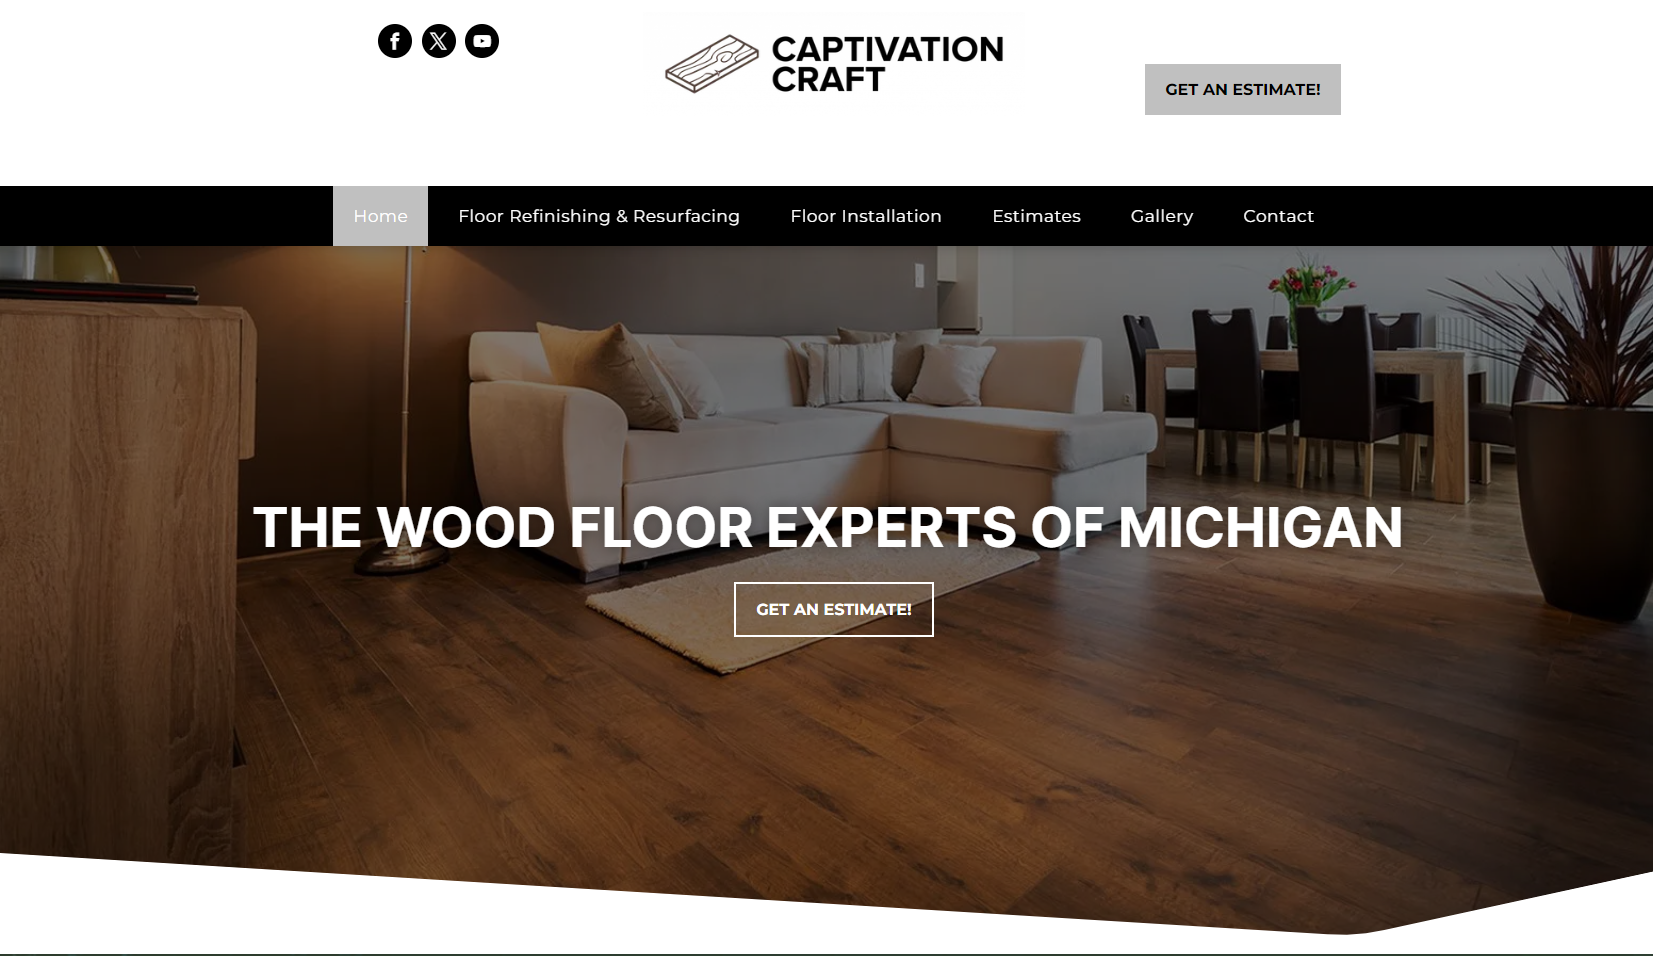 CAPTIVATION
CRAFT
GET AN ESTIMATE!
Home
Floor Refinishing & Resurfacing
Floor Installation
Estimates
Gallery
Contact
THE WOOD FLOOR EXPERTS OF MICHIGAN
GET AN ESTIMATE!